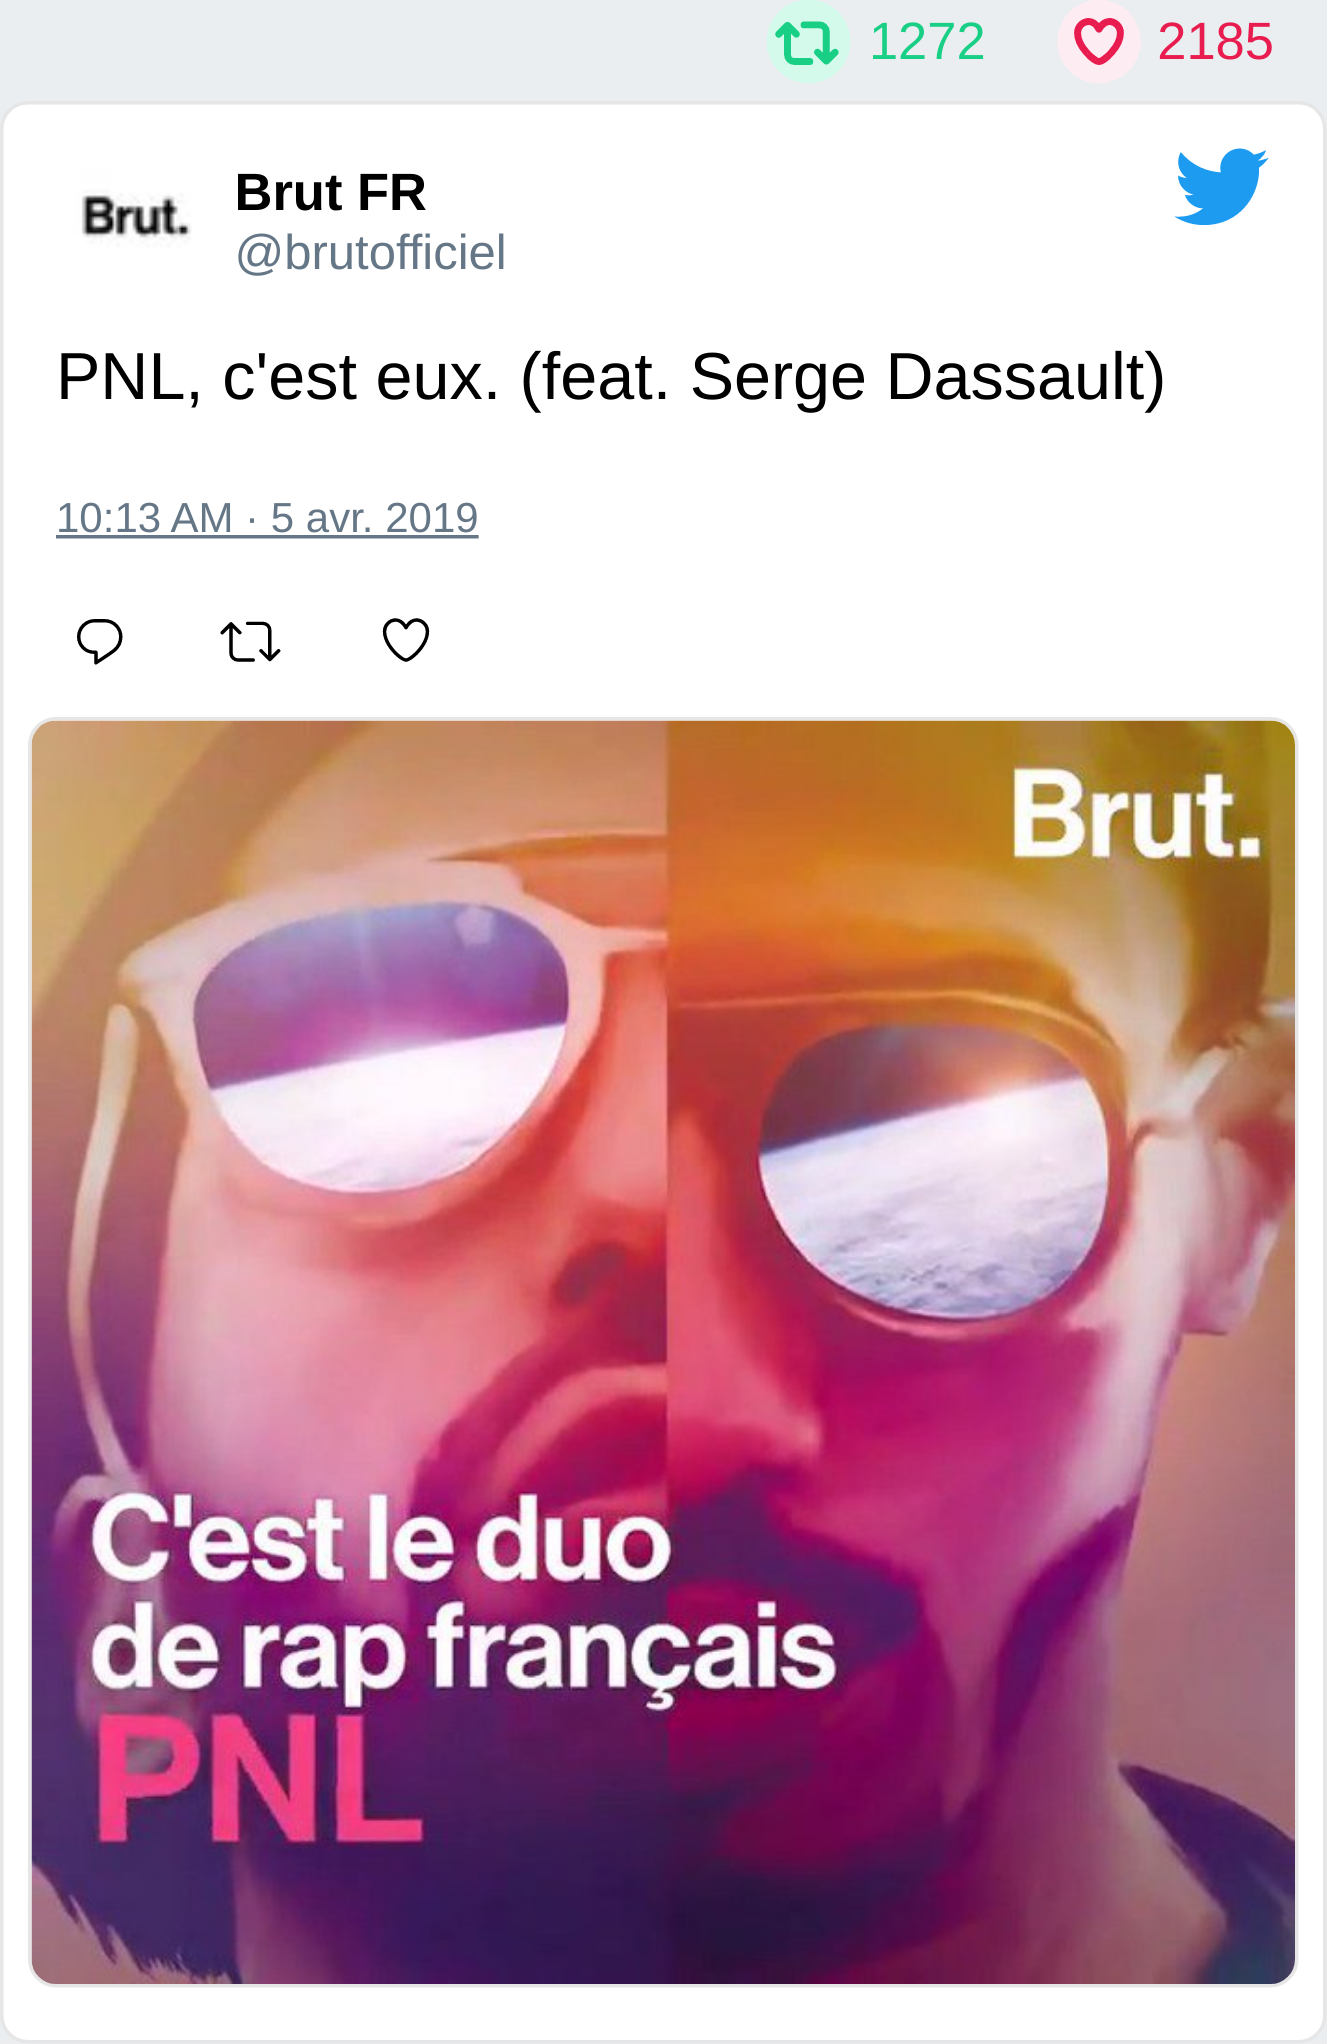 1272 2185
Brut.
Brut FR
@brutofficiel
PNL, c'est eux. (feat. Serge Dassault)
10:13 AM · 5 avr. 2019
Brut.
C'est le duo
de rap français
PNL